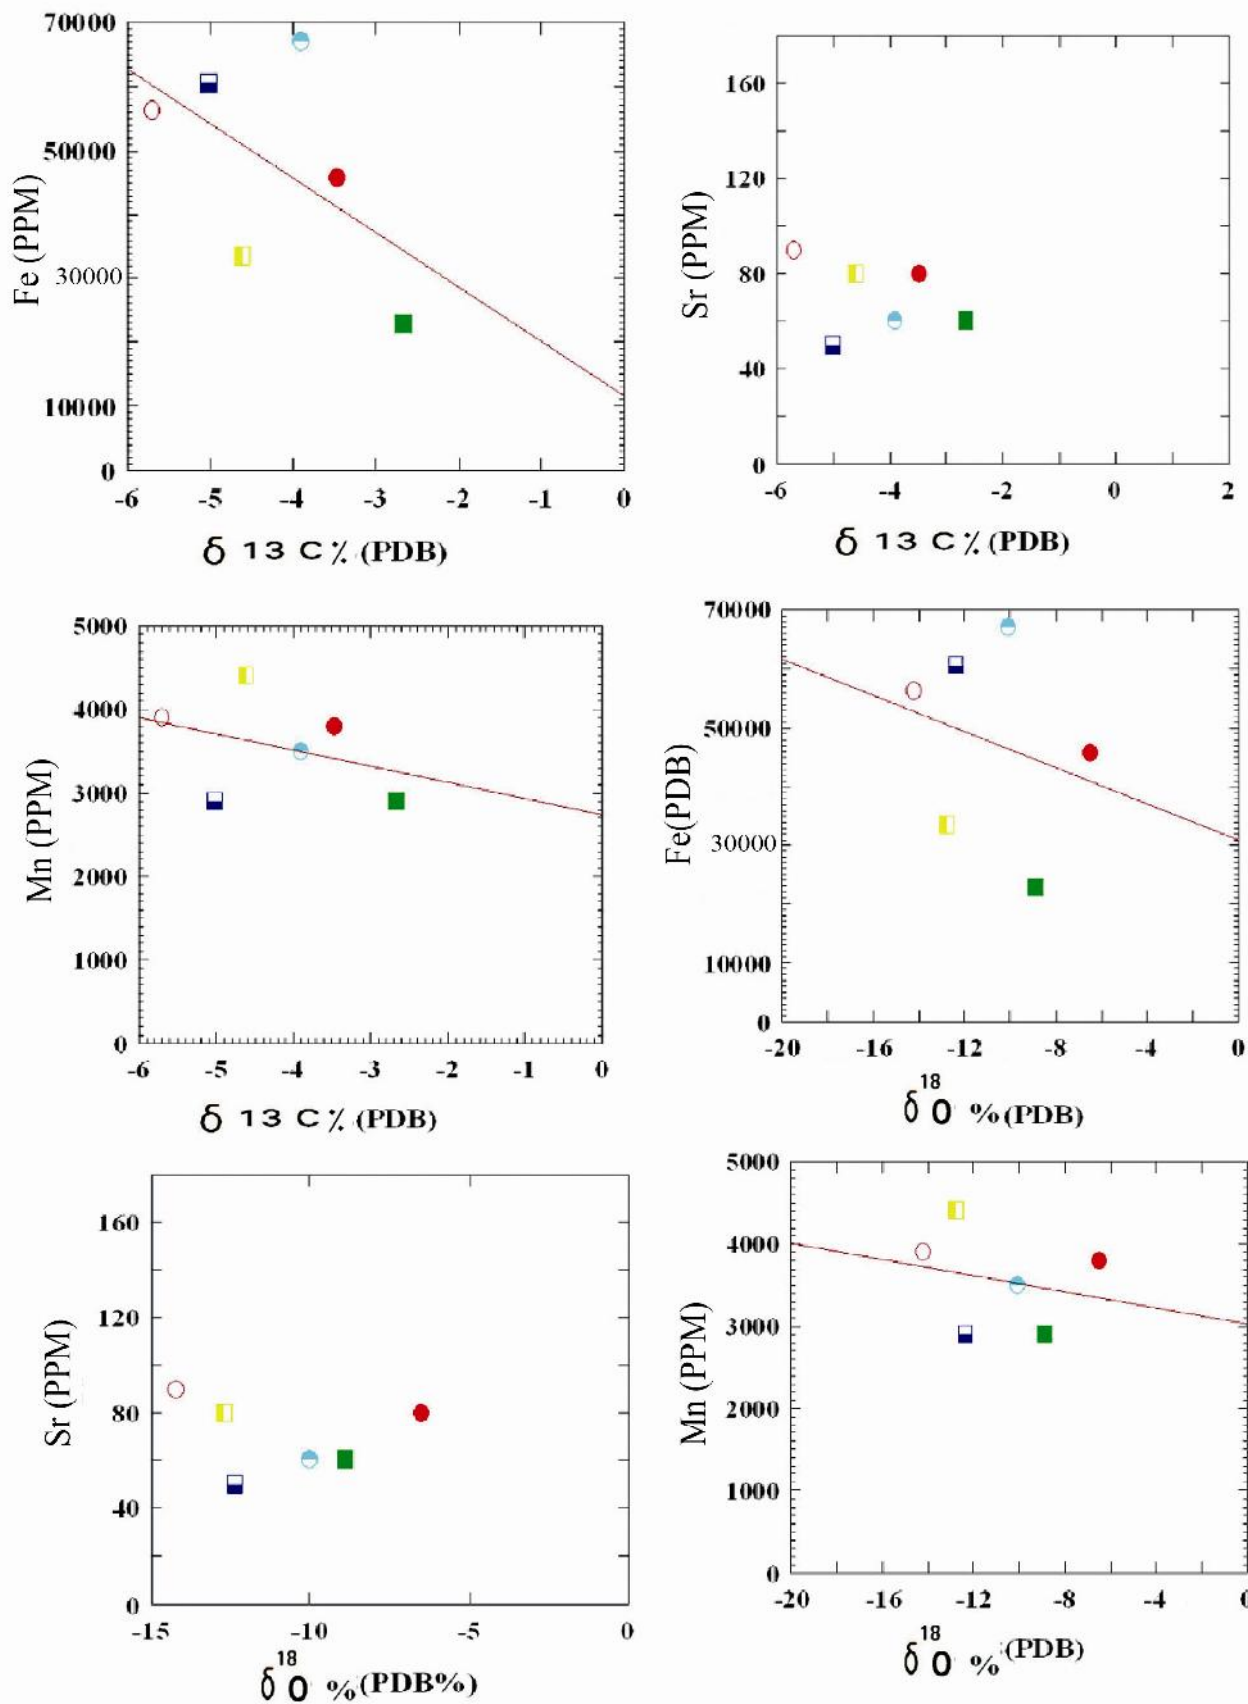 70000
50000
30000
10000
0
Fe (PPM)
-6 -5 -4 -3 -2 -1 0
δ 13 C٪ (PDB)
160
120
80
40
0
Sr (PPM)
-6 -4 -2 0 2
δ 13 C٪ (PDB)
5000
4000
3000
2000
1000
0
Mn (PPM)
-6 -5 -4 -3 -2 -1 0
δ 13 C٪ (PDB)
70000
50000
30000
10000
0
Fe(PDB)
-20 -16 -12 -8 -4 0
δ 18 O % (PDB)
160
120
80
40
0
Sr (PPM)
-15 -10 -5 0
δ 18 O %(PDB%)
5000
4000
3000
2000
1000
0
Mn (PPM)
-20 -16 -12 -8 -4 0
δ 18 O % (PDB)